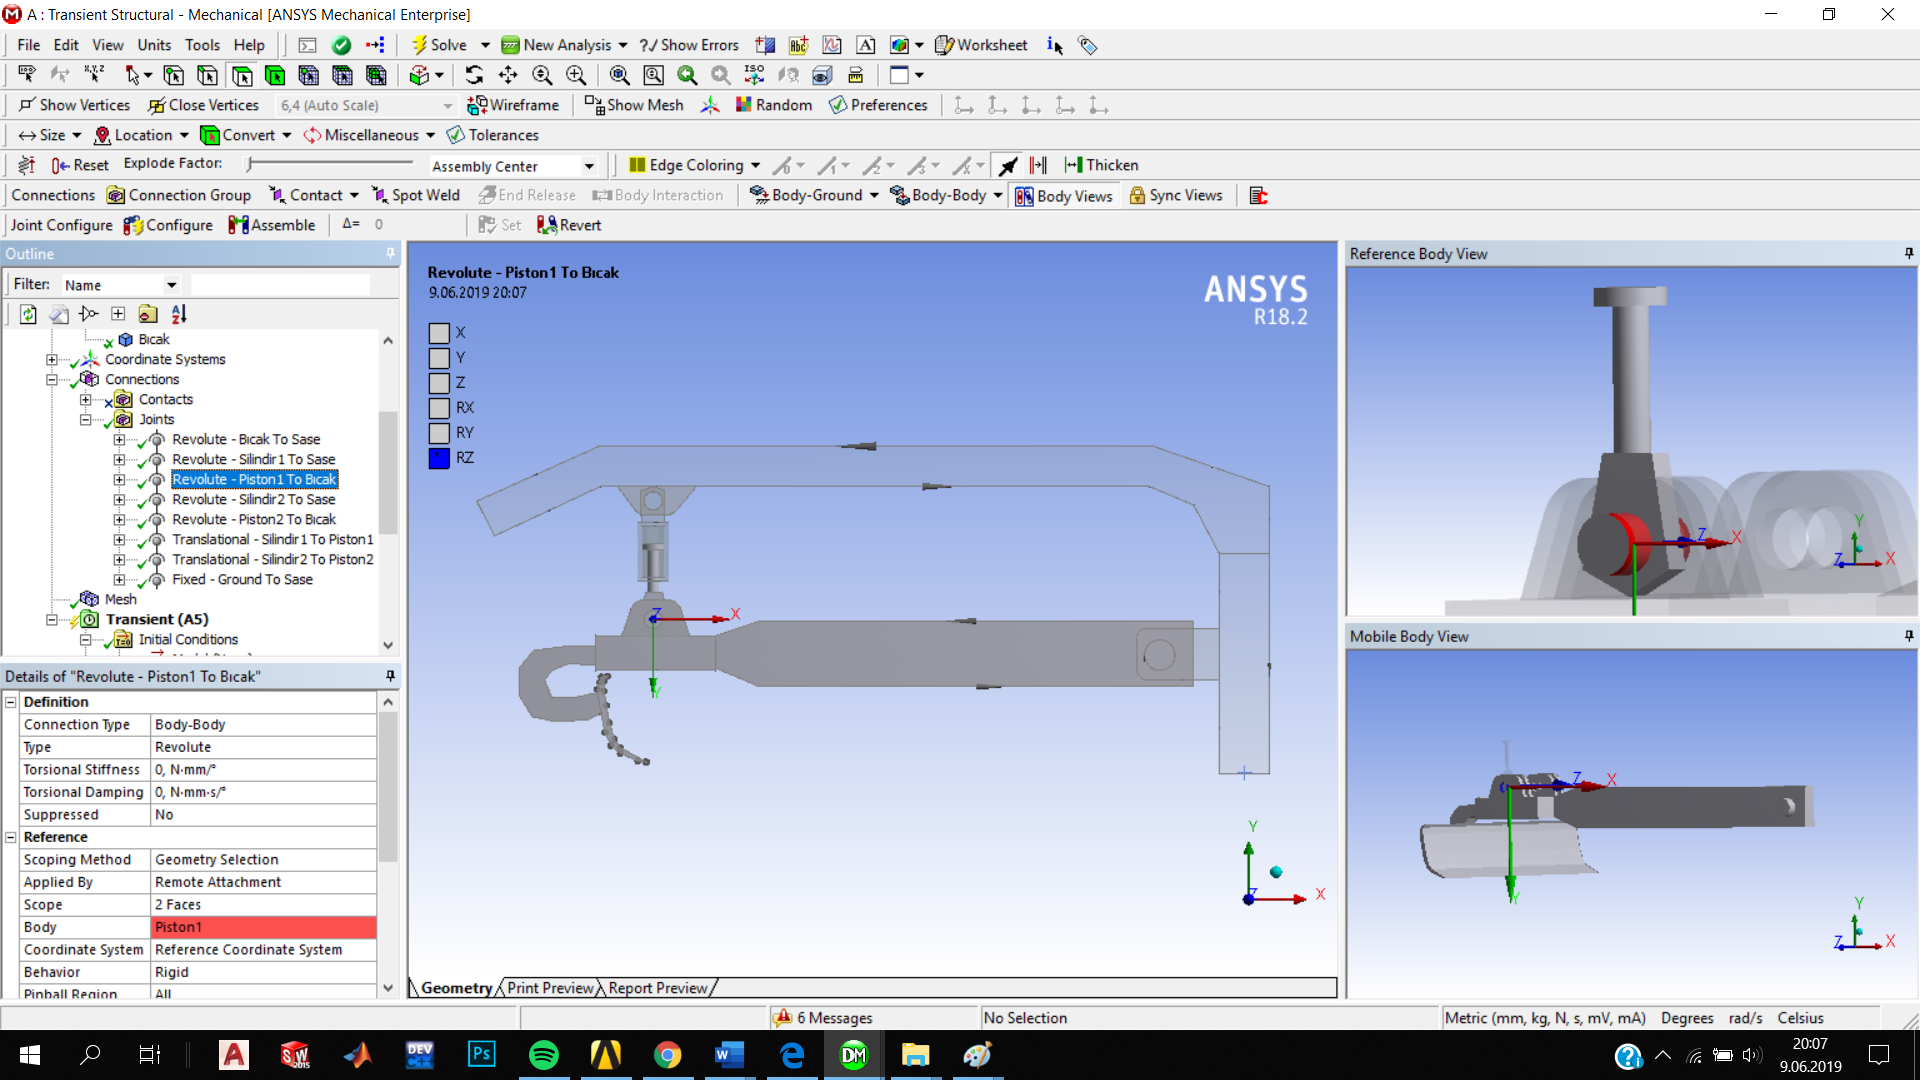 A : Transient Structural - Mechanical [ANSYS Mechanical Enterprise]
File Edit View Units Tools Help Solve New Analysis ?/ Show Errors Worksheet
Show Vertices Close Vertices 6,4 (Auto Scale) Wireframe Show Mesh Random Preferences
Size Location Convert Miscellaneous Tolerances
Reset Explode Factor: Assembly Center Edge Coloring Thicken
Connections Connection Group Contact Spot Weld End Release Body Interaction Body-Ground Body-Body Body Views Sync Views
Joint Configure Configure Assemble Δ= 0 Set Revert
Outline
Filter: Name
Bıcak
Coordinate Systems
Connections
Contacts
Joints
Revolute - Bıcak To Sase
Revolute - Silindir1 To Sase
Revolute - Piston1 To Bıcak
Revolute - Silindir2 To Sase
Revolute - Piston2 To Bıcak
Translational - Silindir1 To Piston1
Translational - Silindir2 To Piston2
Fixed - Ground To Sase
Mesh
Transient (A5)
Initial Conditions
Details of "Revolute - Piston1 To Bıcak"
Definition
Connection Type Body-Body
Type Revolute
Torsional Stiffness 0, N·mm/°
Torsional Damping 0, N·mm·s/°
Suppressed No
Reference
Scoping Method Geometry Selection
Applied By Remote Attachment
Scope 2 Faces
Body Piston1
Coordinate System Reference Coordinate System
Behavior Rigid
Pinball Region All
Revolute - Piston1 To Bıcak
9.06.2019 20:07
X
Y
Z
RX
RY
RZ
ANSYS
R18.2
Z X
Y
Y
Z X
Geometry Print Preview Report Preview
Reference Body View
Z X
Y
Z X
Mobile Body View
Z X
Y
Y
Z X
6 Messages No Selection Metric (mm, kg, N, s, mV, mA) Degrees rad/s Celsius
A SW 2015 DEV C++ Ps W DM
20:07
9.06.2019